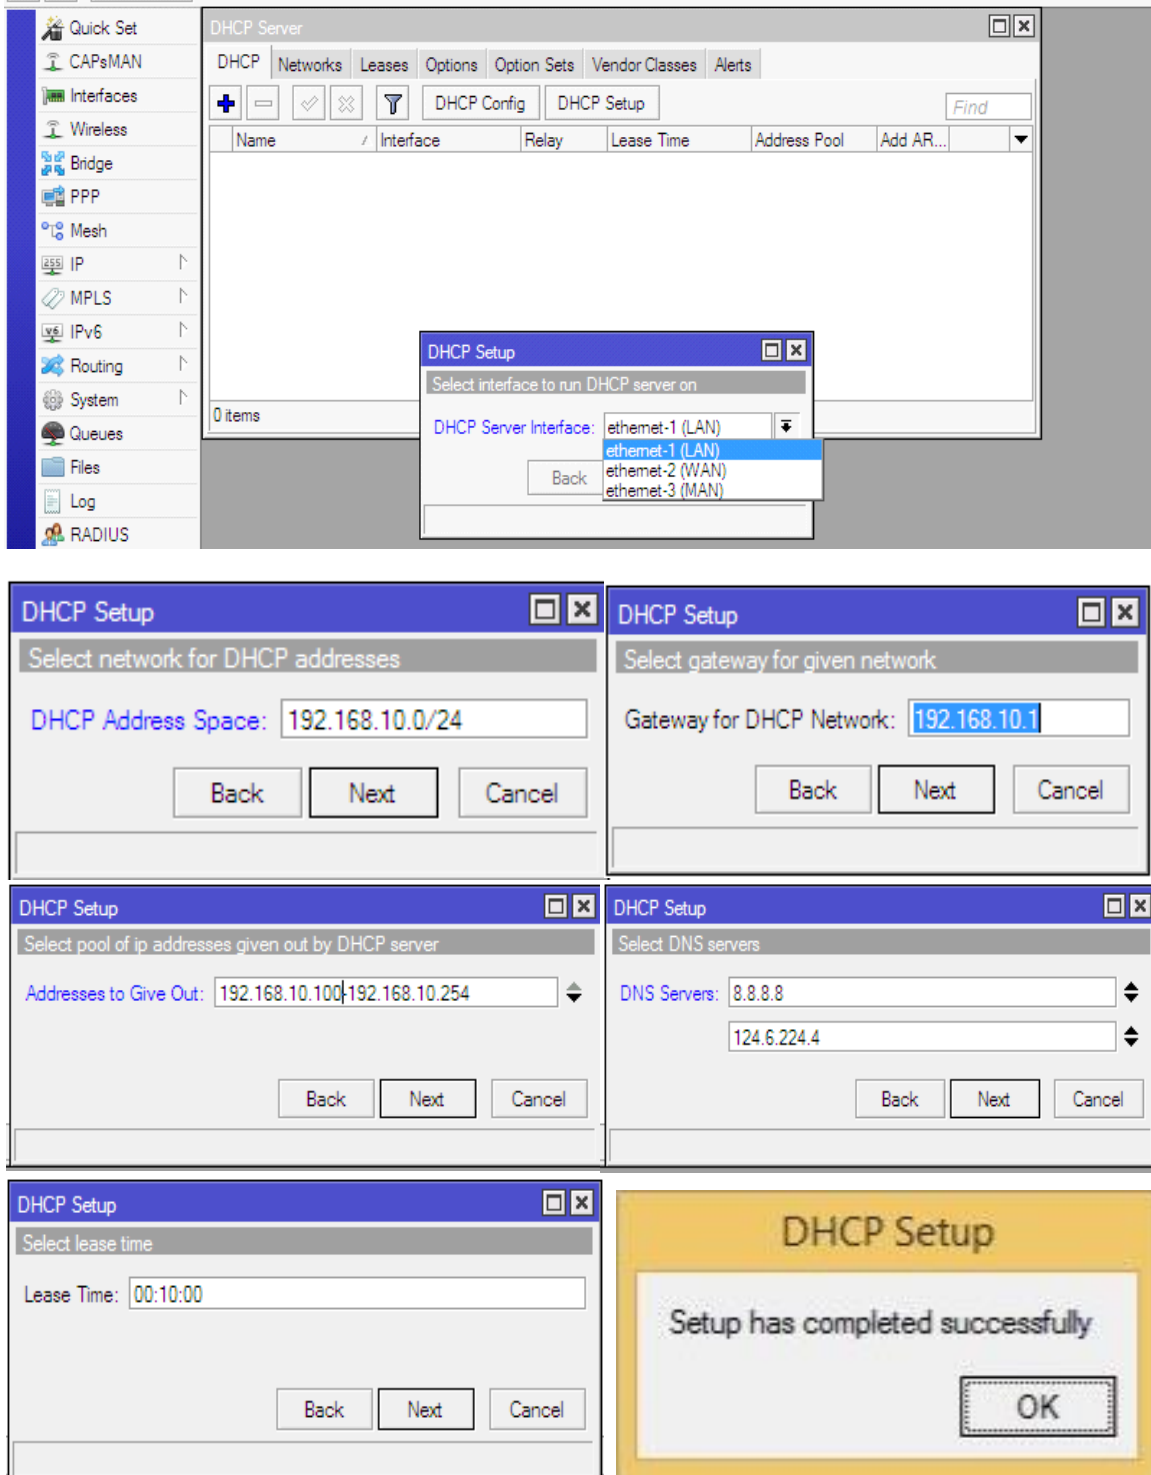 Quick Set
CAPsMAN
Interfaces
Wireless
Bridge
PPP
Mesh
255 IP
MPLS
v6 IPv6
Routing
System
Queues
Files
Log
RADIUS
DHCP Server
DHCP Networks Leases Options Option Sets Vendor Classes Alerts
DHCP Config DHCP Setup Find
Name / Interface Relay Lease Time Address Pool Add AR...
0 items
DHCP Setup
Select interface to run DHCP server on
DHCP Server Interface: ethernet-1 (LAN)
ethernet-1 (LAN)
ethernet-2 (WAN)
ethernet-3 (MAN)
Back
DHCP Setup
Select network for DHCP addresses
DHCP Address Space: 192.168.10.0/24
Back Next Cancel
DHCP Setup
Select gateway for given network
Gateway for DHCP Network: 192.168.10.1
Back Next Cancel
DHCP Setup
Select pool of ip addresses given out by DHCP server
Addresses to Give Out: 192.168.10.100-192.168.10.254
Back Next Cancel
DHCP Setup
Select DNS servers
DNS Servers: 8.8.8.8
124.6.224.4
Back Next Cancel
DHCP Setup
Select lease time
Lease Time: 00:10:00
Back Next Cancel
DHCP Setup
Setup has completed successfully
OK